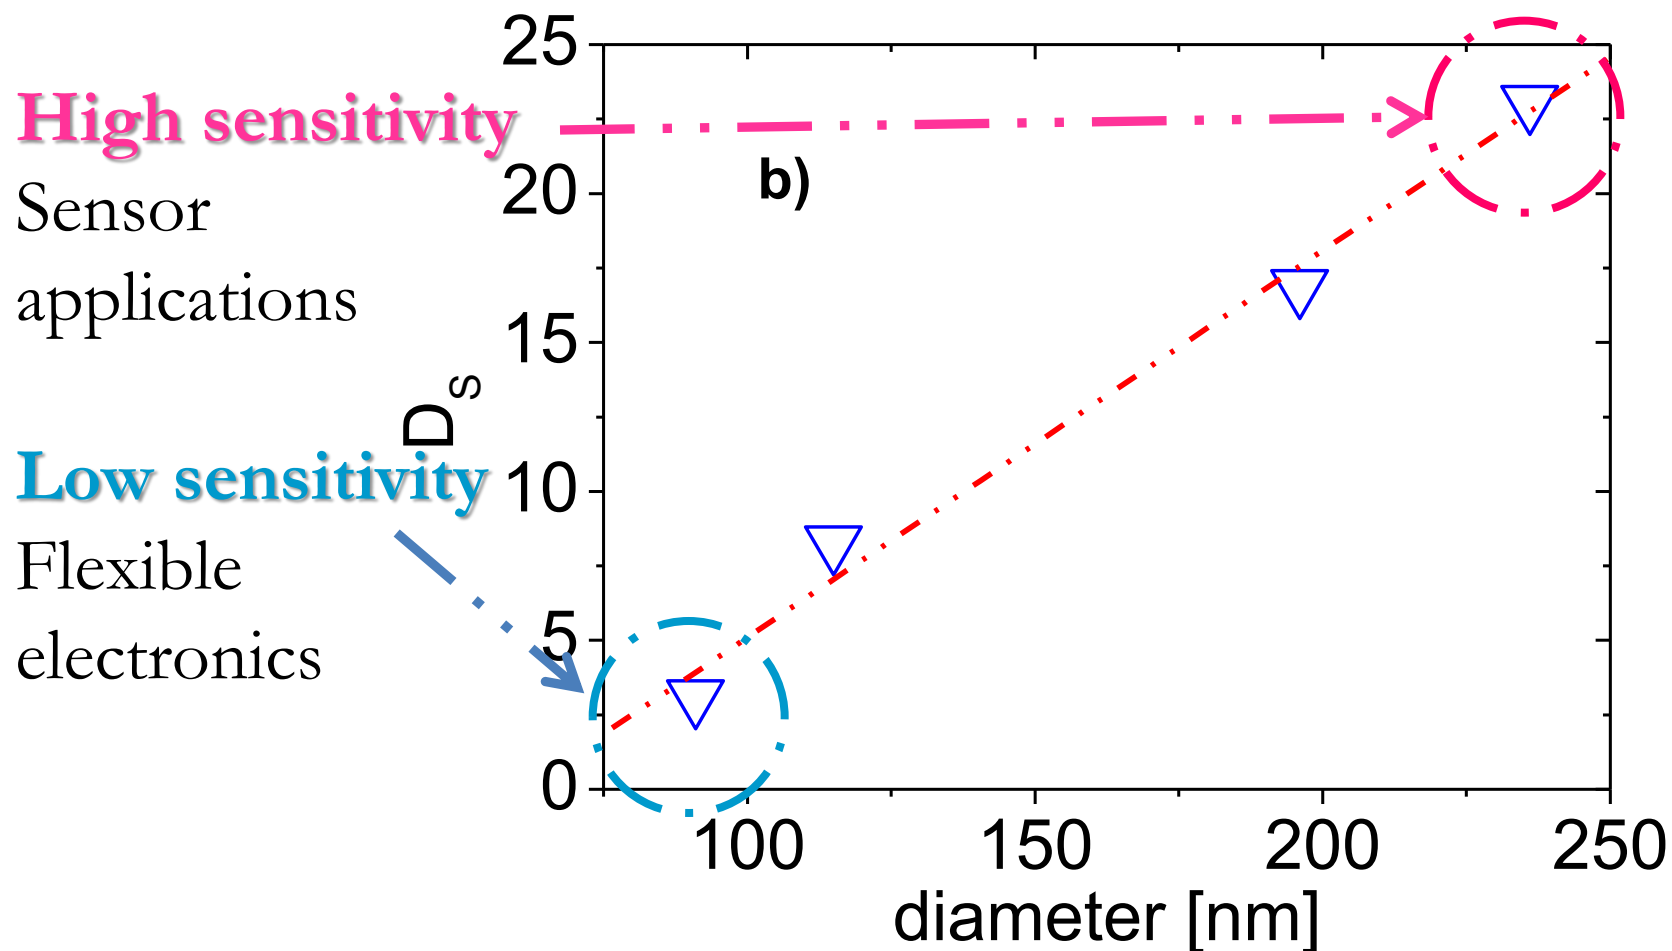 High sensitivity
Sensor
applications
Low sensitivity
Flexible
electronics
D_S
25
20
15
10
5
0
b)
100 150 200 250
diameter [nm]